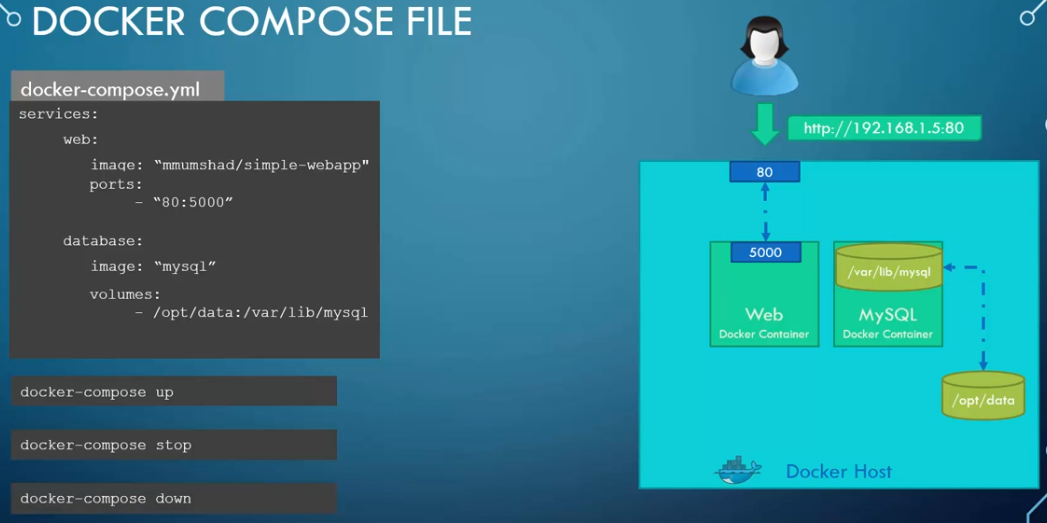 DOCKER COMPOSE FILE
docker-compose.yml
services:
web:
image: “mmumshad/simple-webapp"
ports:
- “80:5000”
database:
image: “mysql”
volumes:
- /opt/data:/var/lib/mysql
docker-compose up
docker-compose stop
docker-compose down
http://192.168.1.5:80
80
5000
Web
Docker Container
/var/lib/mysql
MySQL
Docker Container
/opt/data
Docker Host